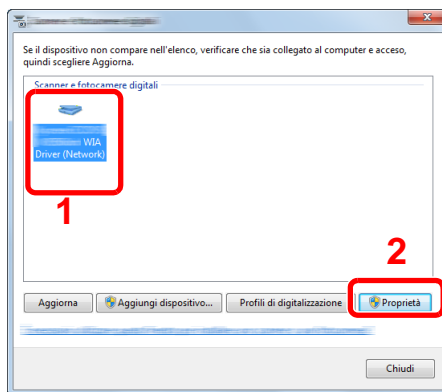 Se il dispositivo non compare nell'elenco, verificare che sia collegato al computer e acceso,
quindi scegliere Aggiorna.
Scanner e fotocamere digitali
WIA
Driver (Network)
1
2
Aggiorna
Aggiungi dispositivo...
Profili di digitalizzazione
Proprietà
Chiudi